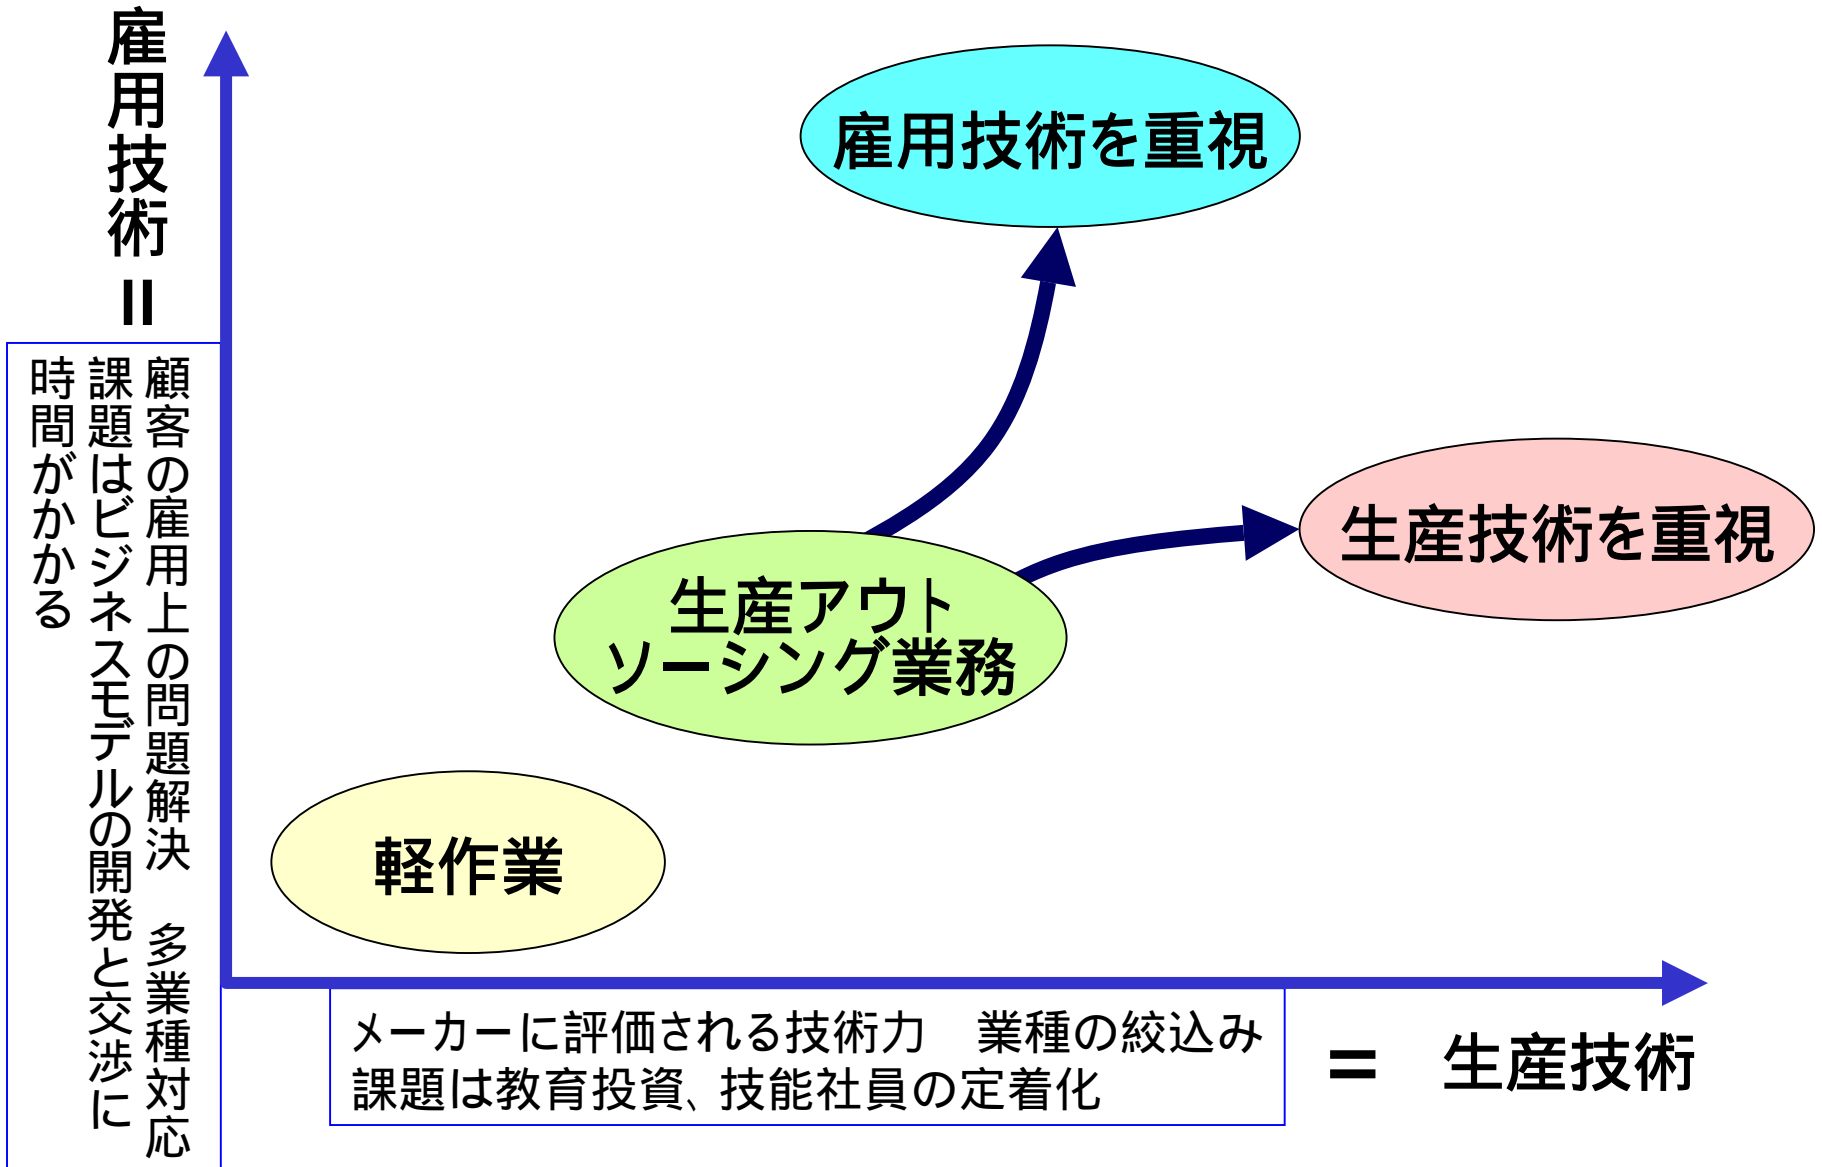 雇用技術
＝
顧客の雇用上の問題解決　多業種対応
課題はビジネスモデルの開発と交渉に
時間がかかる
雇用技術を重視
生産技術を重視
生産アウト
ソーシング業務
軽作業
メーカーに評価される技術力　業種の絞込み
課題は教育投資、技能社員の定着化
＝　生産技術